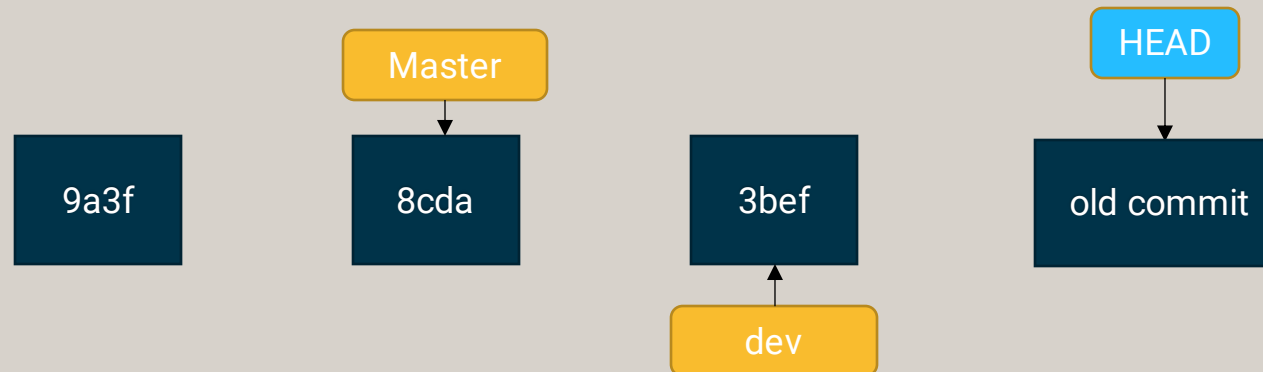 HEAD
Master
9a3f
8cda
3bef
old commit
dev